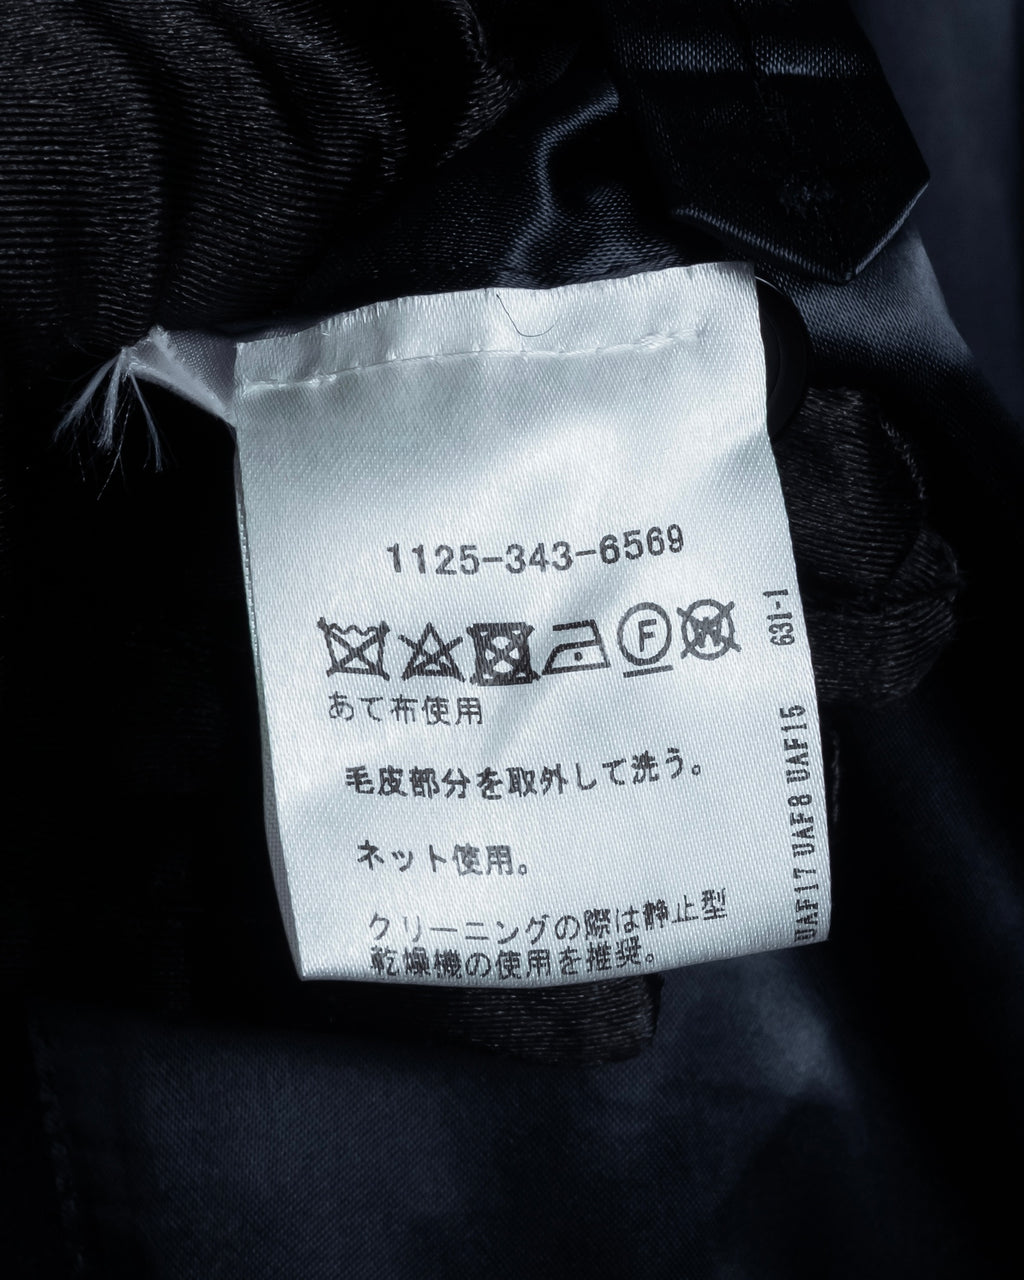 1125-343-6569
F
W
あて布使用
毛皮部分を取外して洗う。
ネット使用。
クリーニングの際は静止型
乾燥機の使用を推奨。
631-1
UAF17 UAF8 UAF15